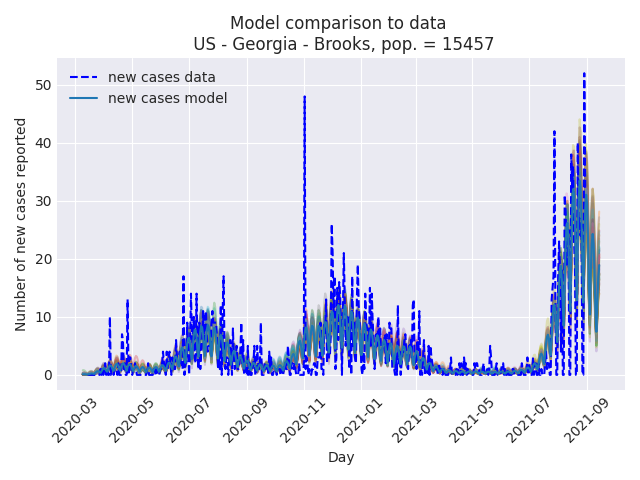 Model comparison to data
US - Georgia - Brooks, pop. = 15457
new cases data
new cases model
Number of new cases reported
50
40
30
20
10
0
2020-03
2020-05
2020-07
2020-09
2020-11
2021-01
2021-03
2021-05
2021-07
2021-09
Day